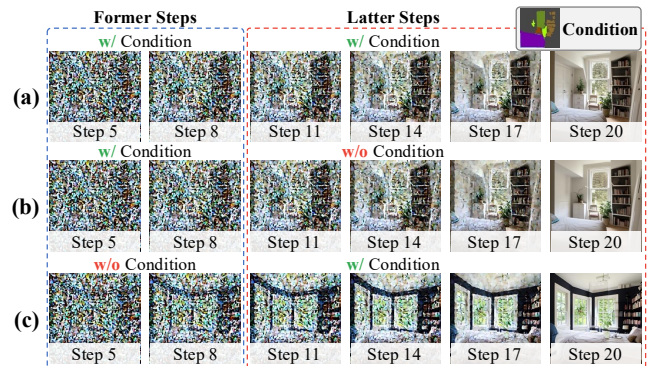 Former Steps Latter Steps
Condition
w/ Condition w/ Condition
(a)
Step 5 Step 8 Step 11 Step 14 Step 17 Step 20
w/ Condition w/o Condition
(b)
Step 5 Step 8 Step 11 Step 14 Step 17 Step 20
w/o Condition w/ Condition
(c)
Step 5 Step 8 Step 11 Step 14 Step 17 Step 20